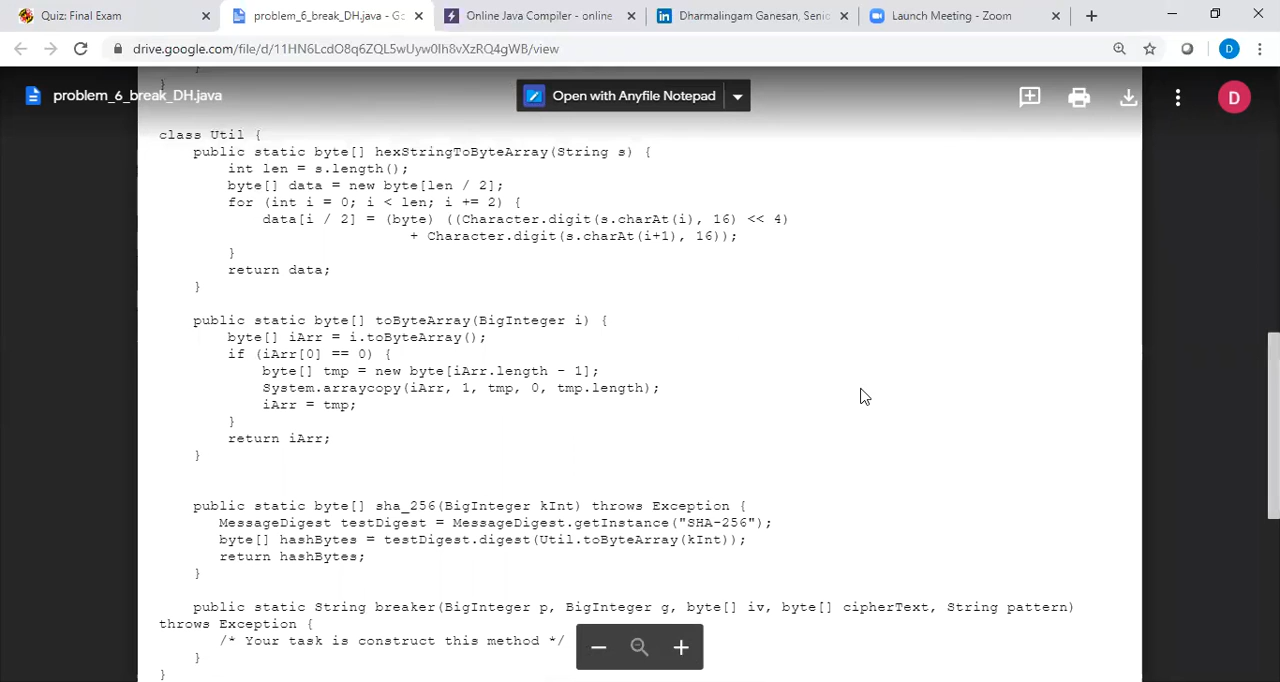 Quiz: Final Exam
problem_6_break_DH.java - Go
Online Java Compiler - online
Dharmalingam Ganesan, Senio
Launch Meeting - Zoom
drive.google.com/file/d/11HN6LcdO8q6ZQL5wUyw0Ih8vXzRQ4gWB/view
D
}
problem_6_break_DH.java
Open with Anyfile Notepad
D
class Util {
public static byte[] hexStringToByteArray(String s) {
int len = s.length();
byte[] data = new byte[len / 2];
for (int i = 0; i < len; i += 2) {
data[i / 2] = (byte) ((Character.digit(s.charAt(i), 16) << 4)
+ Character.digit(s.charAt(i+1), 16));
}
return data;
}
public static byte[] toByteArray(BigInteger i) {
byte[] iArr = i.toByteArray();
if (iArr[0] == 0) {
byte[] tmp = new byte[iArr.length - 1];
System.arraycopy(iArr, 1, tmp, 0, tmp.length);
iArr = tmp;
}
return iArr;
}
public static byte[] sha_256(BigInteger kInt) throws Exception {
MessageDigest testDigest = MessageDigest.getInstance("SHA-256");
byte[] hashBytes = testDigest.digest(Util.toByteArray(kInt));
return hashBytes;
}
public static String breaker(BigInteger p, BigInteger g, byte[] iv, byte[] cipherText, String pattern)
throws Exception {
/* Your task is construct this method */
}
}